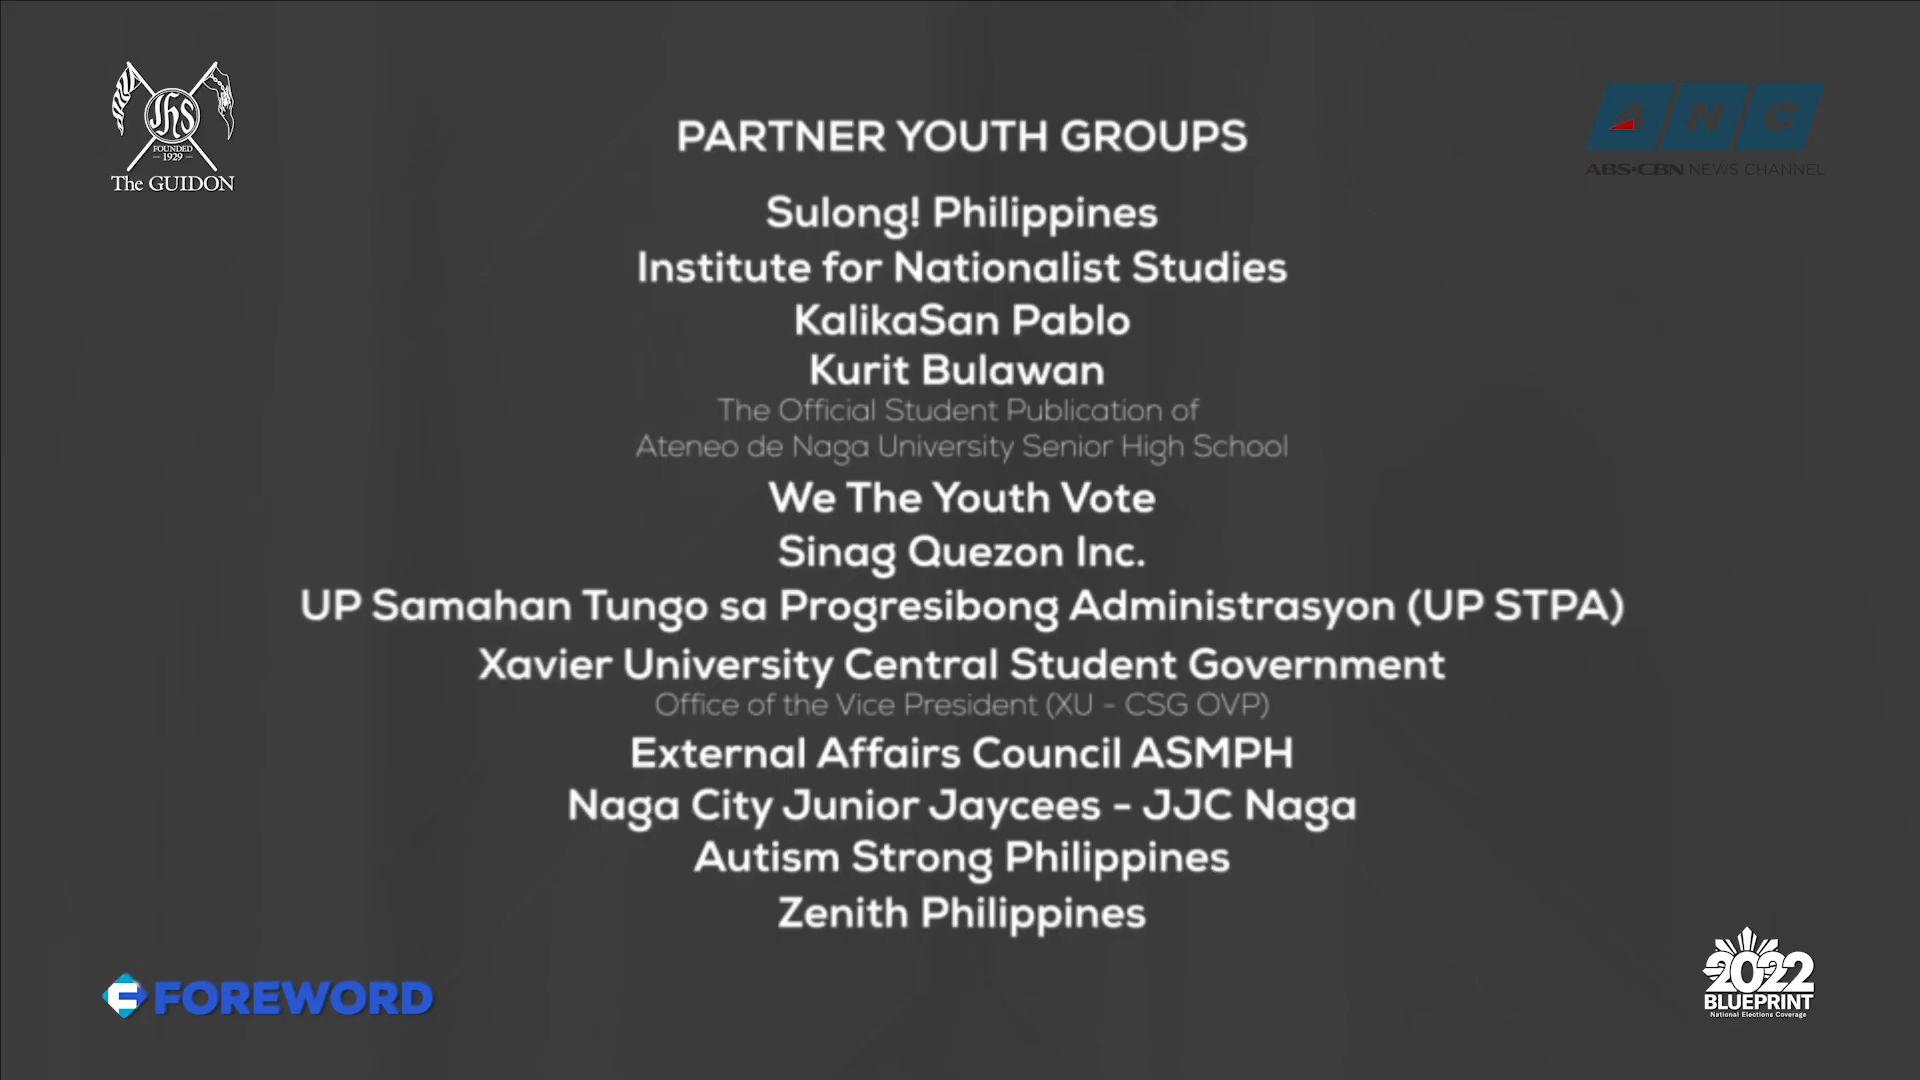 IHS
FOUNDED
1929
The GUIDON
ANC
ABS-CBN NEWS CHANNEL
PARTNER YOUTH GROUPS
Sulong! Philippines
Institute for Nationalist Studies
KalikaSan Pablo
Kurit Bulawan
The Official Student Publication of
Ateneo de Naga University Senior High School
We The Youth Vote
Sinag Quezon Inc.
UP Samahan Tungo sa Progresibong Administrasyon (UP STPA)
Xavier University Central Student Government
Office of the Vice President (XU - CSG OVP)
External Affairs Council ASMPH
Naga City Junior Jaycees - JJC Naga
Autism Strong Philippines
Zenith Philippines
FOREWORD
2022
BLUEPRINT
National Elections Coverage